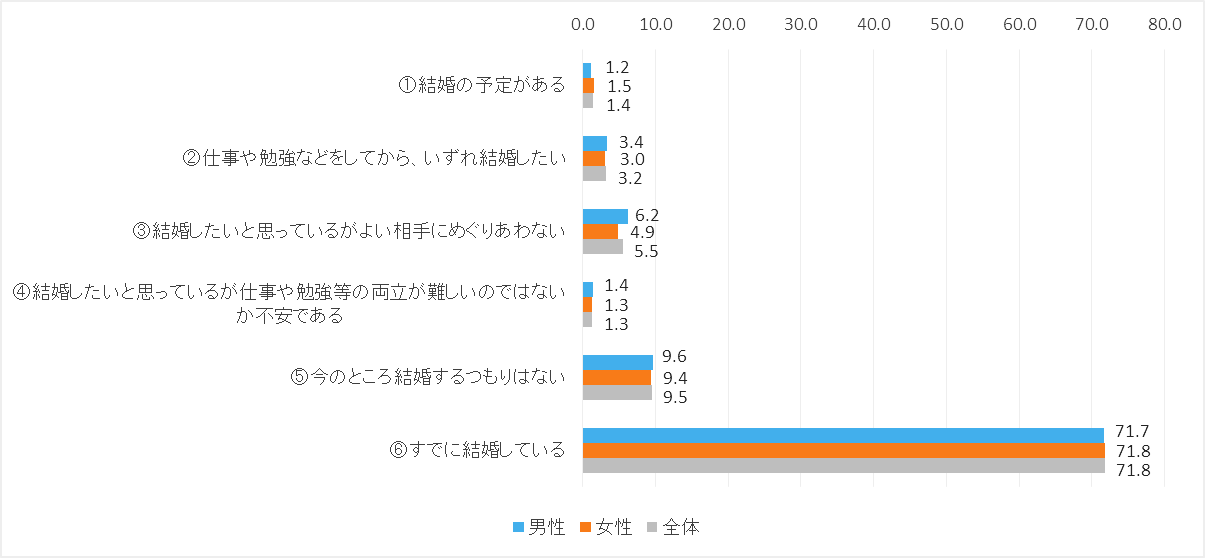 0.0 10.0 20.0 30.0 40.0 50.0 60.0 70.0 80.0
①結婚の予定がある
1.2
1.5
1.4
②仕事や勉強などをしてから、いずれ結婚したい
3.4
3.0
3.2
③結婚したいと思っているがよい相手にめぐりあわない
6.2
4.9
5.5
④結婚したいと思っているが仕事や勉強等の両立が難しいのではない
か不安である
1.4
1.3
1.3
⑤今のところ結婚するつもりはない
9.6
9.4
9.5
⑥すでに結婚している
71.7
71.8
71.8
男性 女性 全体